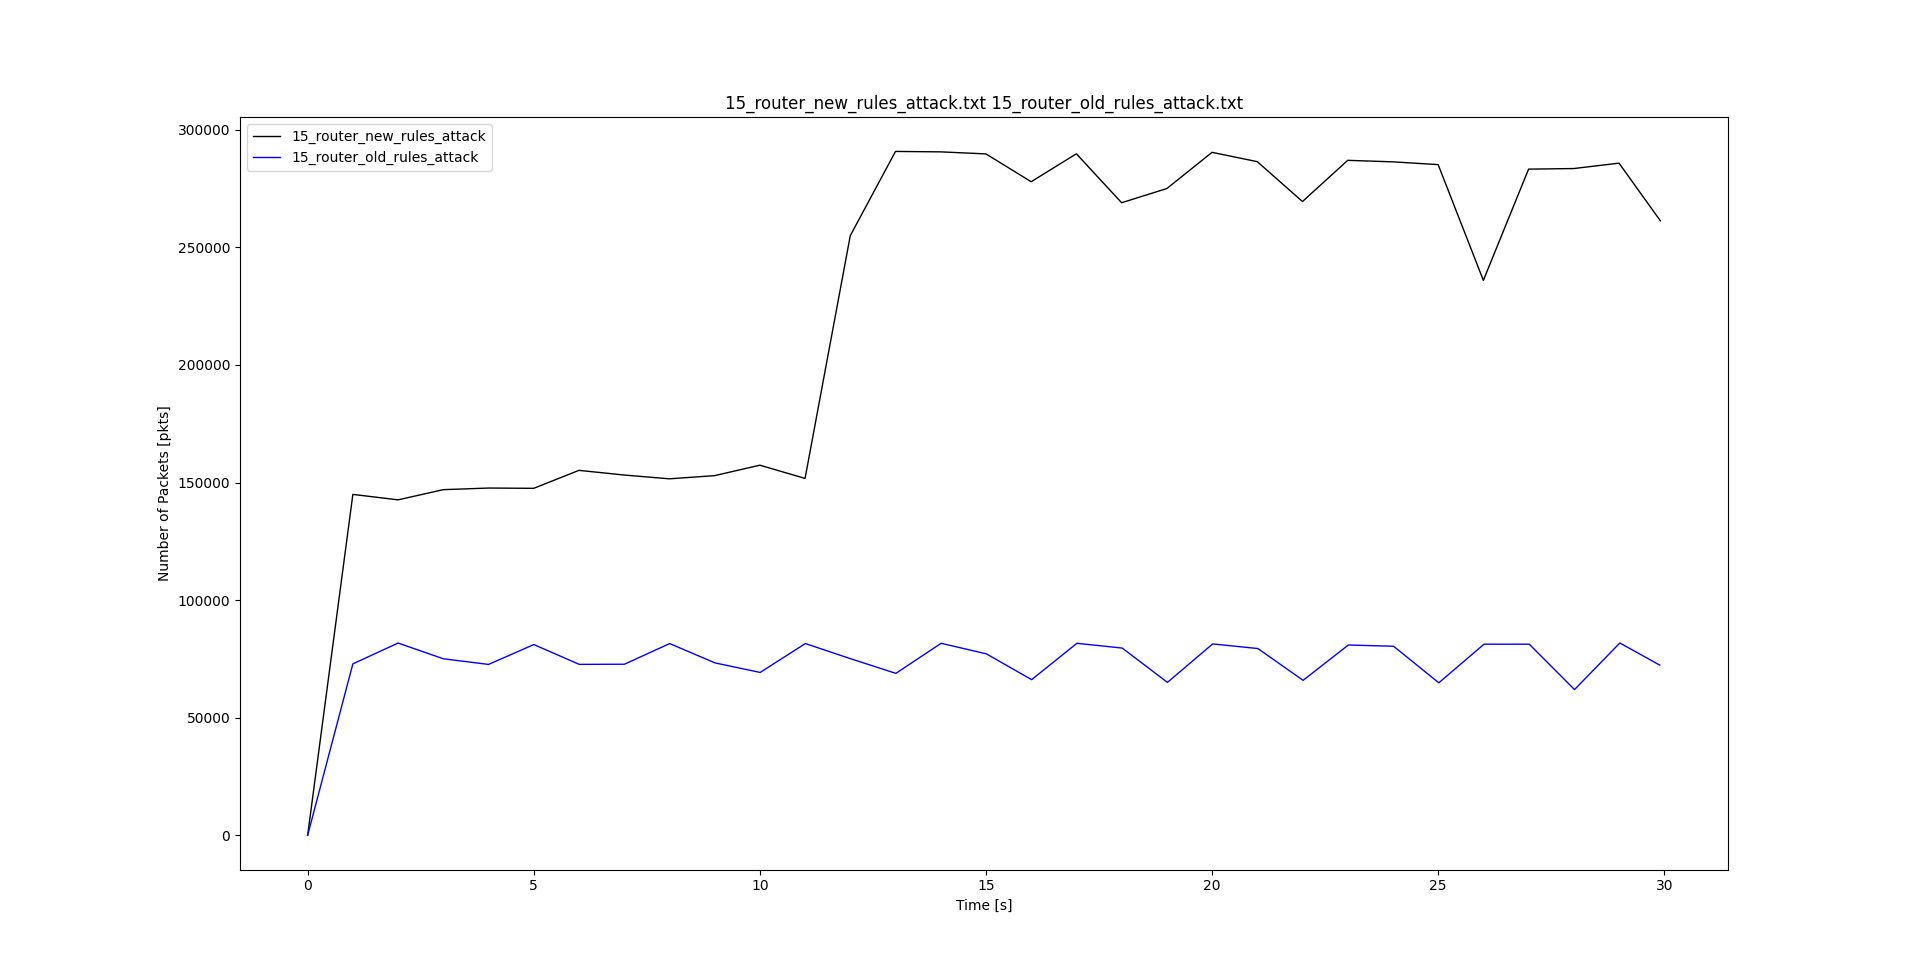 15_router_new_rules_attack.txt 15_router_old_rules_attack.txt
15_router_new_rules_attack
15_router_old_rules_attack
300000
250000
200000
150000
100000
50000
0
Number of Packets [pkts]
0 5 10 15 20 25 30
Time [s]